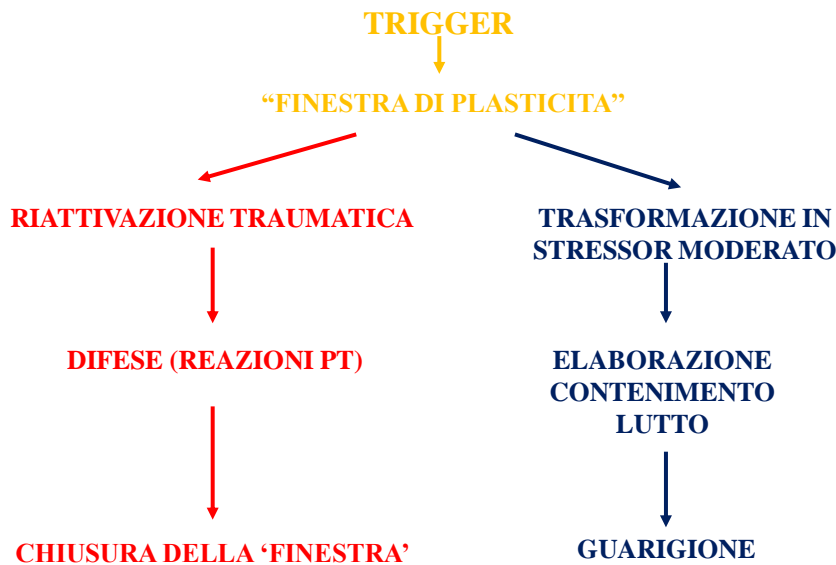 TRIGGER
“FINESTRA DI PLASTICITA”
RIATTIVAZIONE TRAUMATICA
DIFESE (REAZIONI PT)
CHIUSURA DELLA ‘FINESTRA’
TRASFORMAZIONE IN
STRESSOR MODERATO
ELABORAZIONE
CONTENIMENTO
LUTTO
GUARIGIONE